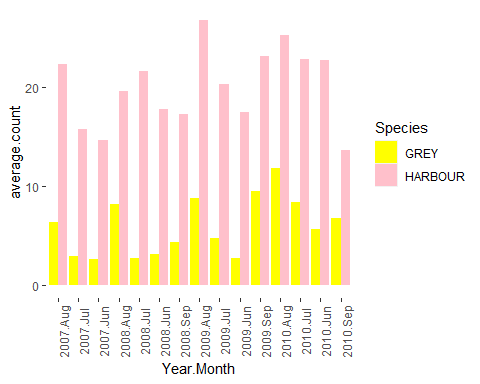 average.count
20
10
0
2007.Aug
2007.Jul
2007.Jun
2008.Aug
2008.Jul
2008.Jun
2008.Sep
2009.Aug
2009.Jul
2009.Jun
2009.Sep
2010.Aug
2010.Jul
2010.Jun
2010.Sep
Year.Month
Species
GREY
HARBOUR